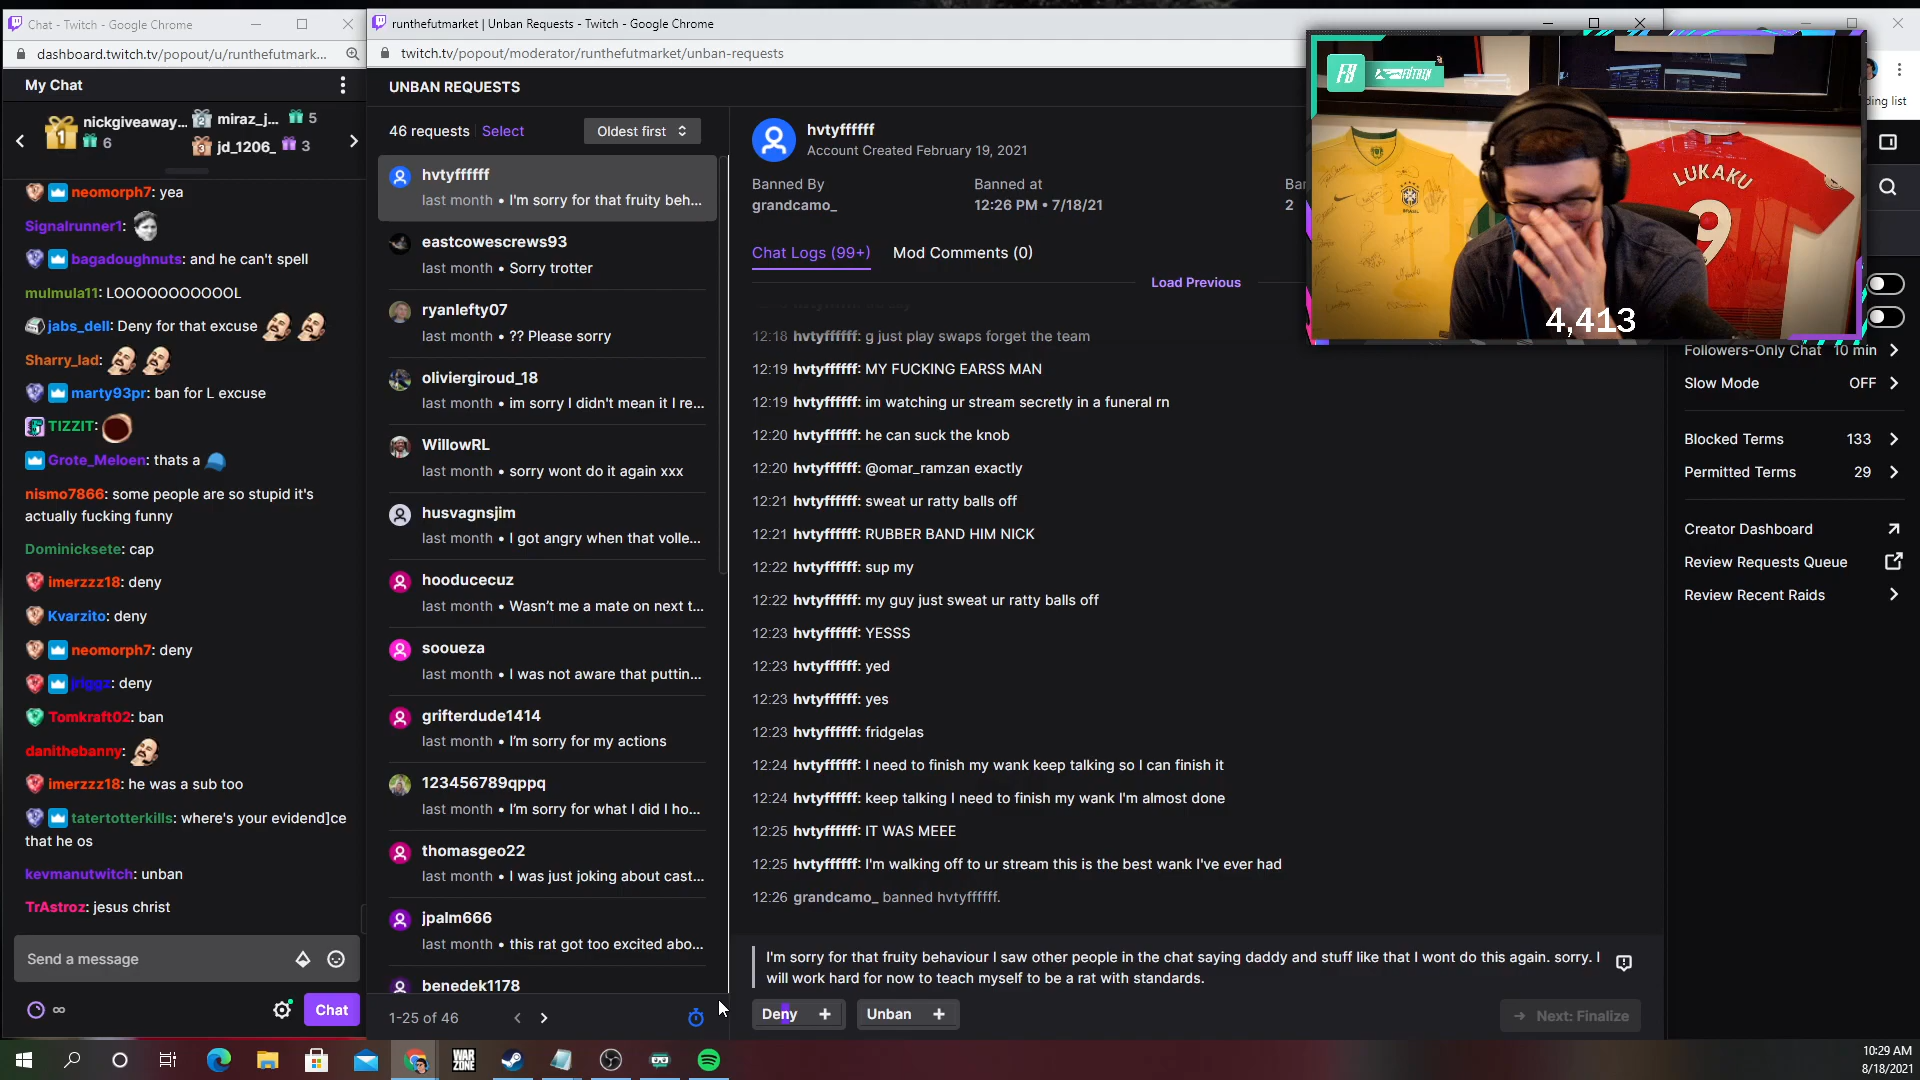 Chat - Twitch - Google Chrome
dashboard.twitch.tv/popout/u/runthefutmark...
My Chat
1
nickgiveaway...
6
2 miraz_j... 5
3 jd_1206_ 3
neomorph7: yea
Signalrunner1:
bagadoughnuts: and he can't spell
mulmula11: LOOOOOOOOOOL
jabs_dell: Deny for that excuse
Sharry_lad:
marty93pr: ban for L excuse
TIZZIT:
Grote_Meloen: thats a
nismo7866: some people are so stupid it's
actually fucking funny
Dominicksete: cap
imerzzz18: deny
Kvarzito: deny
neomorph7: deny
jriggz: deny
Tomkraft02: ban
danithebanny:
imerzzz18: he was a sub too
tatertotterkills: where's your evidend]ce
that he os
kevmanutwitch: unban
TrAstroz: jesus christ
Send a message
∞
Chat
runthefutmarket | Unban Requests - Twitch - Google Chrome
twitch.tv/popout/moderator/runthefutmarket/unban-requests
UNBAN REQUESTS
46 requests Select
Oldest first
hvtyffffff
last month • I'm sorry for that fruity beh...
eastcowescrews93
last month • Sorry trotter
ryanlefty07
last month • ?? Please sorry
oliviergiroud_18
last month • im sorry I didn't mean it I re...
WillowRL
last month • sorry wont do it again xxx
husvagnsjim
last month • I got angry when that volle...
hooducecuz
last month • Wasn't me a mate on next t...
sooueza
last month • I was not aware that puttin...
grifterdude1414
last month • I'm sorry for my actions
123456789qppq
last month • I'm sorry for what I did I ho...
thomasgeo22
last month • I was just joking about cast...
jpalm666
last month • this rat got too excited abo...
benedek1178
1-25 of 46
hvtyffffff
Account Created February 19, 2021
Banned By
grandcamo_
Banned at
12:26 PM • 7/18/21
Bar
2
Chat Logs (99+)
Mod Comments (0)
Load Previous
12:18 hvtyffffff: g just play swaps forget the team
12:19 hvtyffffff: MY FUCKING EARSS MAN
12:19 hvtyffffff: im watching ur stream secretly in a funeral rn
12:20 hvtyffffff: he can suck the knob
12:20 hvtyffffff: @omar_ramzan exactly
12:21 hvtyffffff: sweat ur ratty balls off
12:21 hvtyffffff: RUBBER BAND HIM NICK
12:22 hvtyffffff: sup my
12:22 hvtyffffff: my guy just sweat ur ratty balls off
12:23 hvtyffffff: YESSS
12:23 hvtyffffff: yed
12:23 hvtyffffff: yes
12:23 hvtyffffff: fridgelas
12:24 hvtyffffff: I need to finish my wank keep talking so I can finish it
12:24 hvtyffffff: keep talking I need to finish my wank I'm almost done
12:25 hvtyffffff: IT WAS MEEE
12:25 hvtyffffff: I'm walking off to ur stream this is the best wank I've ever had
12:26 grandcamo_ banned hvtyffffff.
I'm sorry for that fruity behaviour I saw other people in the chat saying daddy and stuff like that I wont do this again. sorry. I
will work hard for now to teach myself to be a rat with standards.
Deny +
Unban +
→ Next: Finalize
BRASIL
LUKAKU
9
4,413
ding list
Followers-Only Chat 10 min
Slow Mode OFF
Blocked Terms 133
Permitted Terms 29
Creator Dashboard
Review Requests Queue
Review Recent Raids
WAR
ZONE
10:29 AM
8/18/2021